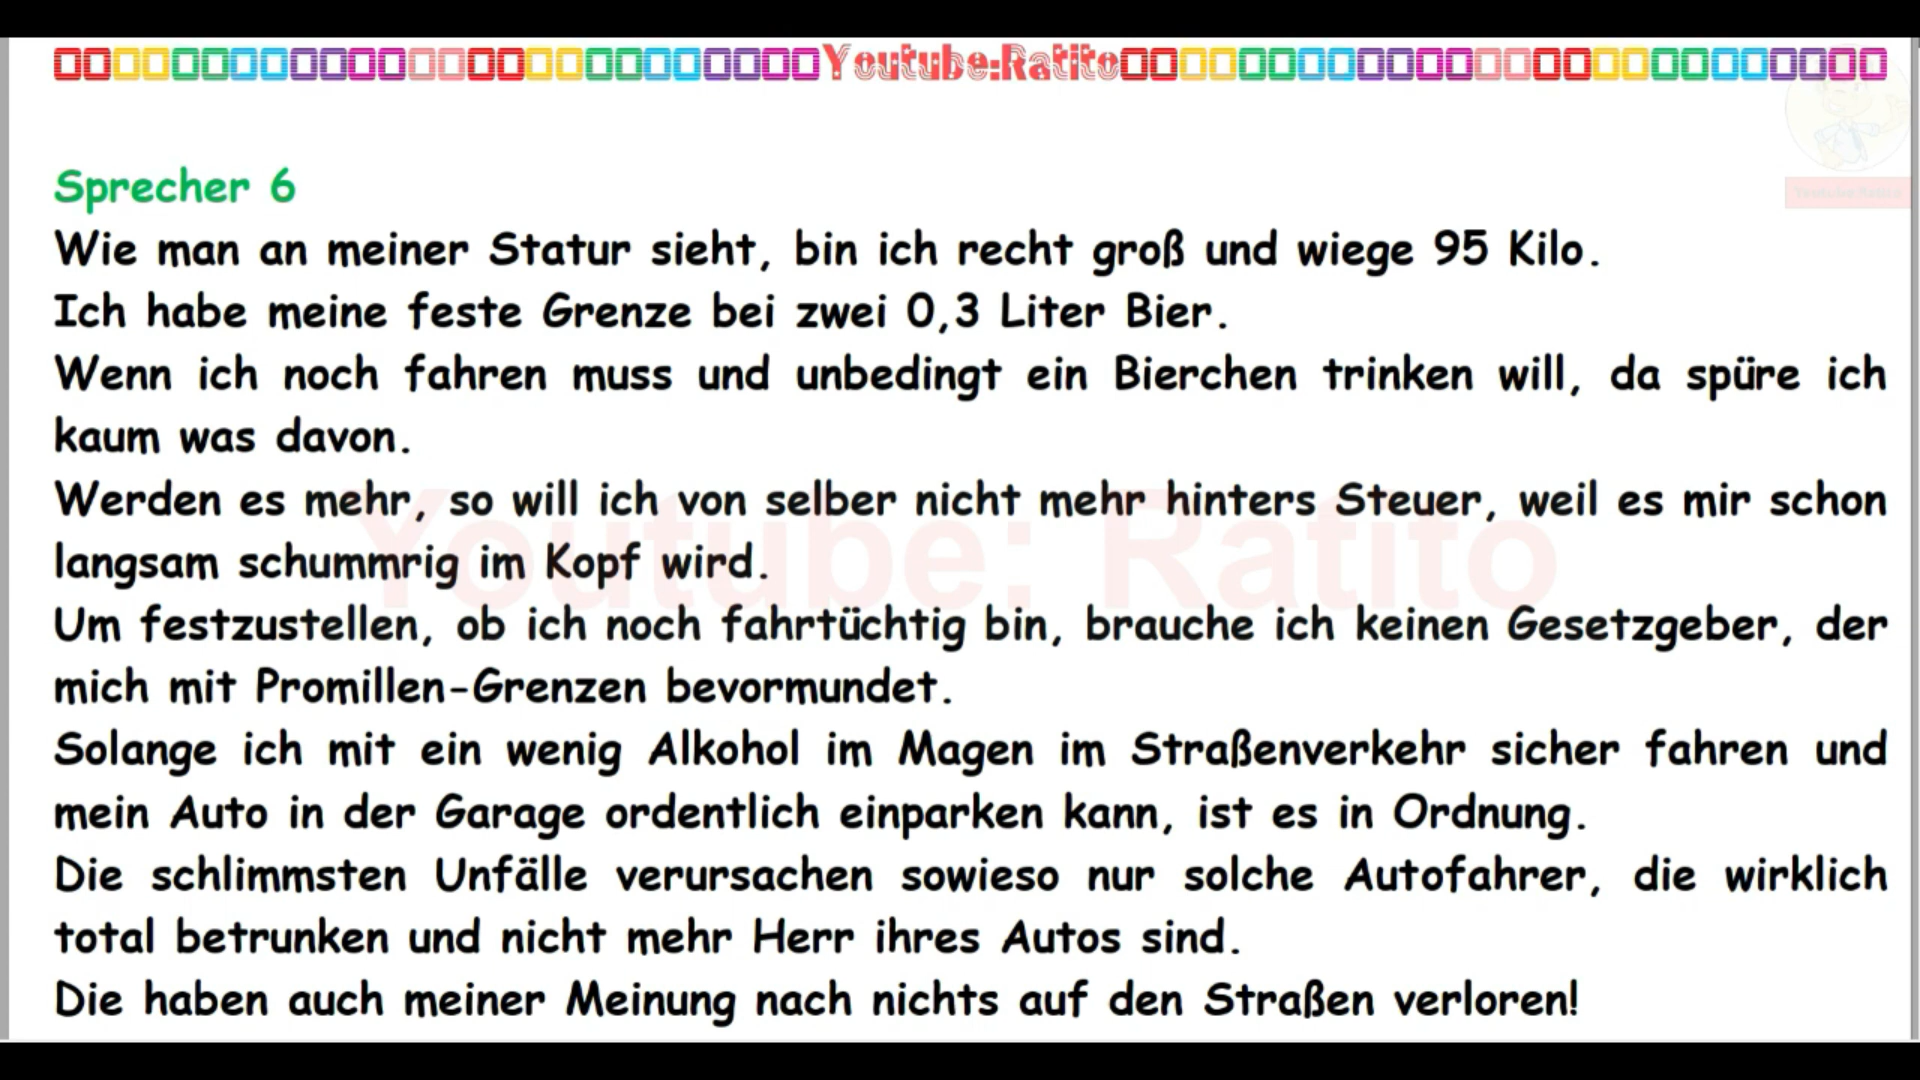 Youtube:Ratito
Sprecher 6
Wie man an meiner Statur sieht, bin ich recht groß und wiege 95 Kilo.
Ich habe meine feste Grenze bei zwei 0,3 Liter Bier.
Wenn ich noch fahren muss und unbedingt ein Bierchen trinken will, da spüre ich
kaum was davon.
Werden es mehr, so will ich von selber nicht mehr hinters Steuer, weil es mir schon
langsam schummrig im Kopf wird.
Youtube: Ratito
Um festzustellen, ob ich noch fahrtüchtig bin, brauche ich keinen Gesetzgeber, der
mich mit Promillen-Grenzen bevormundet.
Solange ich mit ein wenig Alkohol im Magen im Straßenverkehr sicher fahren und
mein Auto in der Garage ordentlich einparken kann, ist es in Ordnung.
Die schlimmsten Unfälle verursachen sowieso nur solche Autofahrer, die wirklich
total betrunken und nicht mehr Herr ihres Autos sind.
Die haben auch meiner Meinung nach nichts auf den Straßen verloren!